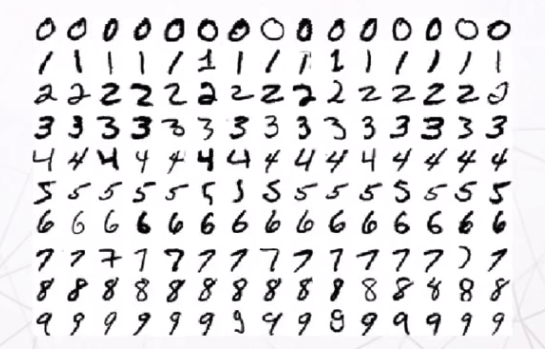 0 0 0 0 0 0 0 0 0 0 0 0 0 0 0
1 1 1 1 1 1 1 1 1 1 1 1 1 1 1
2 2 2 2 2 2 2 2 2 2 2 2 2 2 2
3 3 3 3 3 3 3 3 3 3 3 3 3 3 3
4 4 4 4 4 4 4 4 4 4 4 4 4 4 4
5 5 5 5 5 5 5 5 5 5 5 5 5 5 5
6 6 6 6 6 6 6 6 6 6 6 6 6 6 6
7 7 7 7 7 7 7 7 7 7 7 7 7 7 7
8 8 8 8 8 8 8 8 8 8 8 8 8 8 8
9 9 9 9 9 9 9 9 9 9 9 9 9 9 9